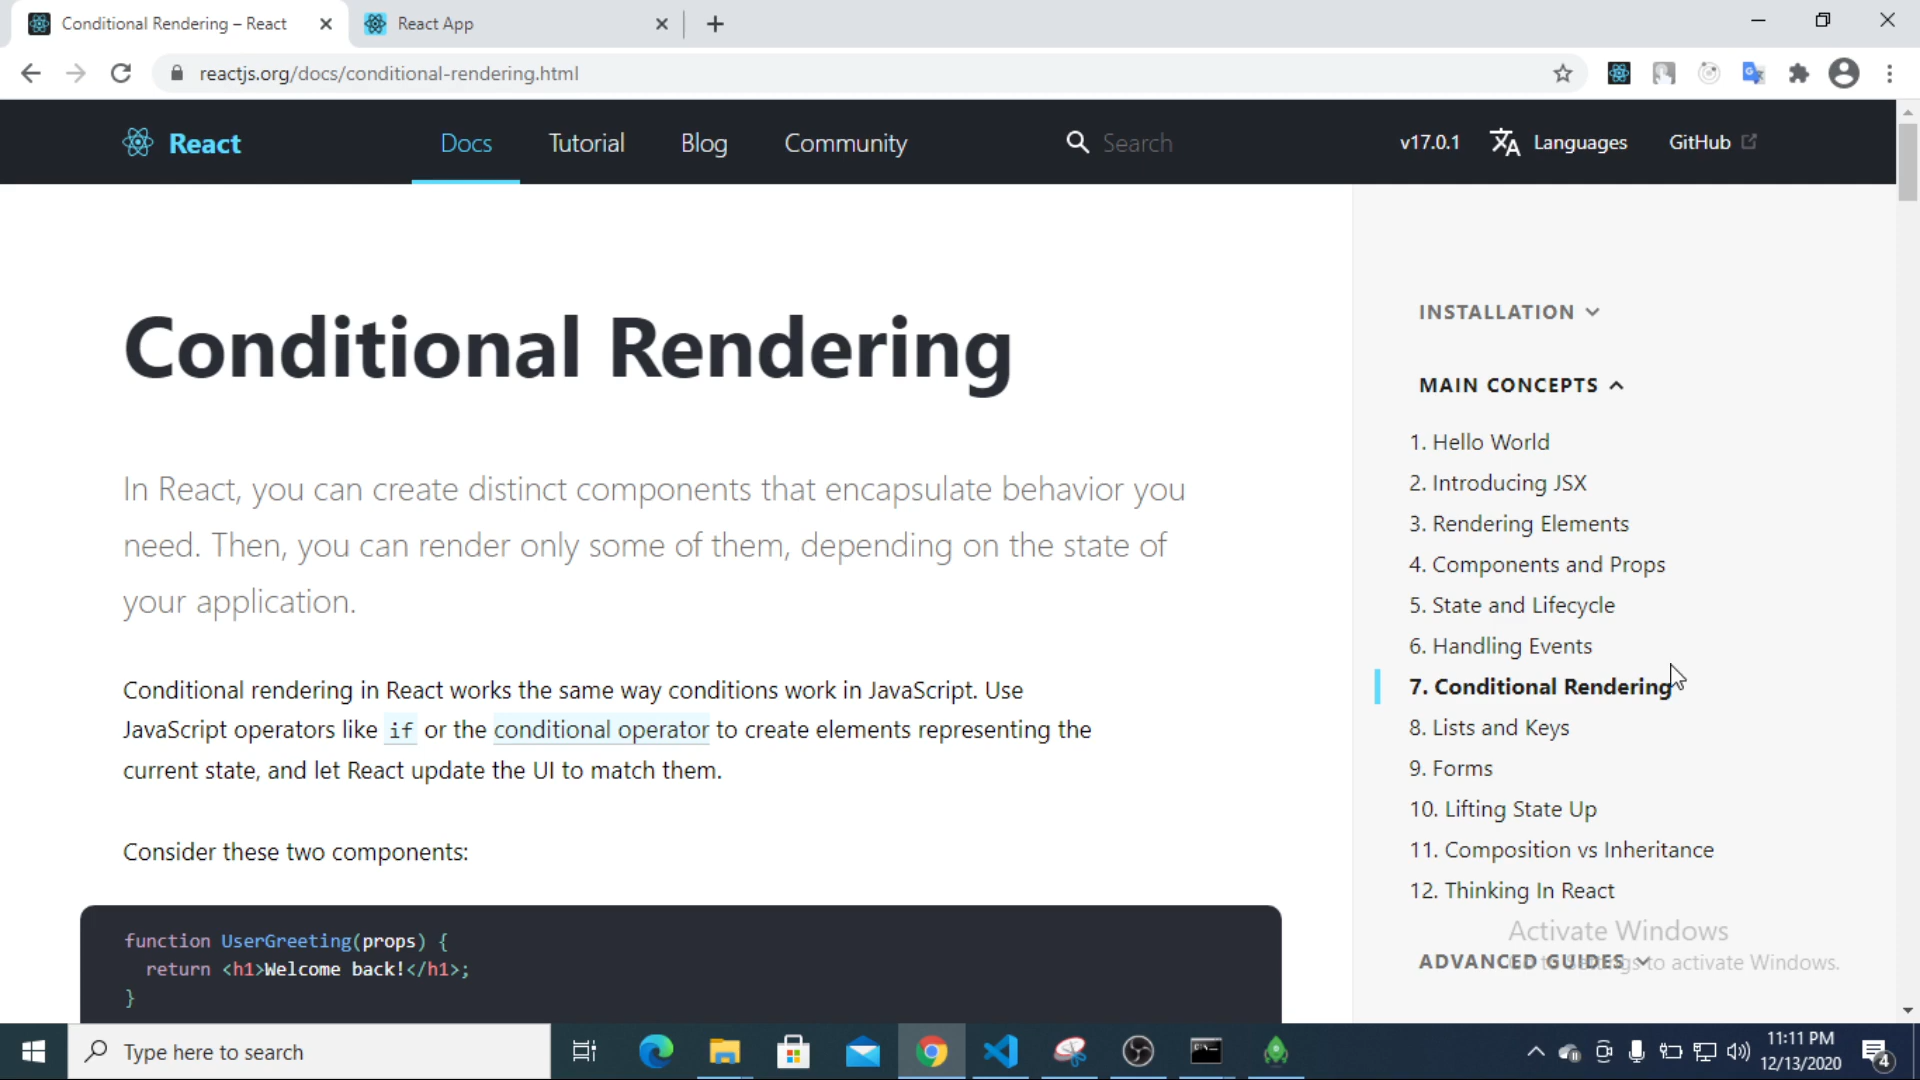 Conditional Rendering – React
React App
reactjs.org/docs/conditional-rendering.html
React
Docs
Tutorial
Blog
Community
Search
v17.0.1
Languages
GitHub
Conditional Rendering
In React, you can create distinct components that encapsulate behavior you
need. Then, you can render only some of them, depending on the state of
your application.
Conditional rendering in React works the same way conditions work in JavaScript. Use
JavaScript operators like if or the conditional operator to create elements representing the
current state, and let React update the UI to match them.
Consider these two components:
function UserGreeting(props) {
return <h1>Welcome back!</h1>;
}
INSTALLATION
MAIN CONCEPTS
1. Hello World
2. Introducing JSX
3. Rendering Elements
4. Components and Props
5. State and Lifecycle
6. Handling Events
7. Conditional Rendering
8. Lists and Keys
9. Forms
10. Lifting State Up
11. Composition vs Inheritance
12. Thinking In React
ADVANCED GUIDES
Activate Windows
Go to Settings to activate Windows.
Type here to search
11:11 PM
12/13/2020
4